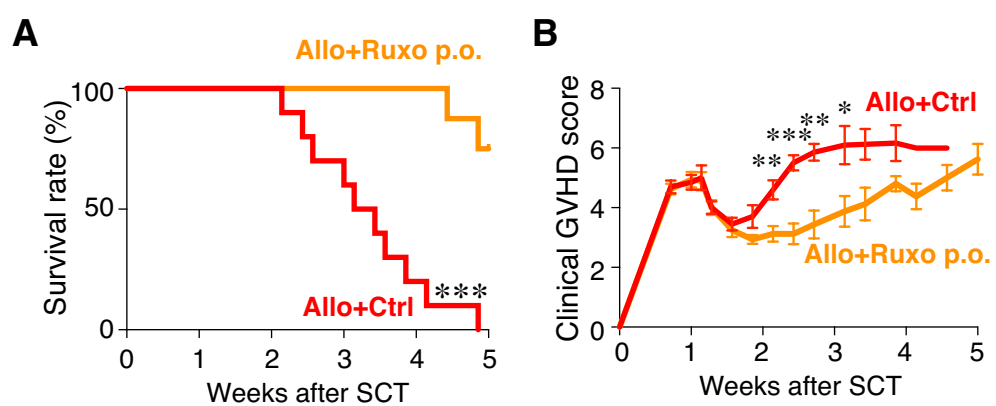 A
Survival rate (%)
100
50
0
Allo+Ruxo p.o.
Allo+Ctrl
***
0 1 2 3 4 5
Weeks after SCT
B
Clinical GVHD score
8
6
4
2
0
Allo+Ctrl
**
***
**
*
Allo+Ruxo p.o.
0 1 2 3 4 5
Weeks after SCT